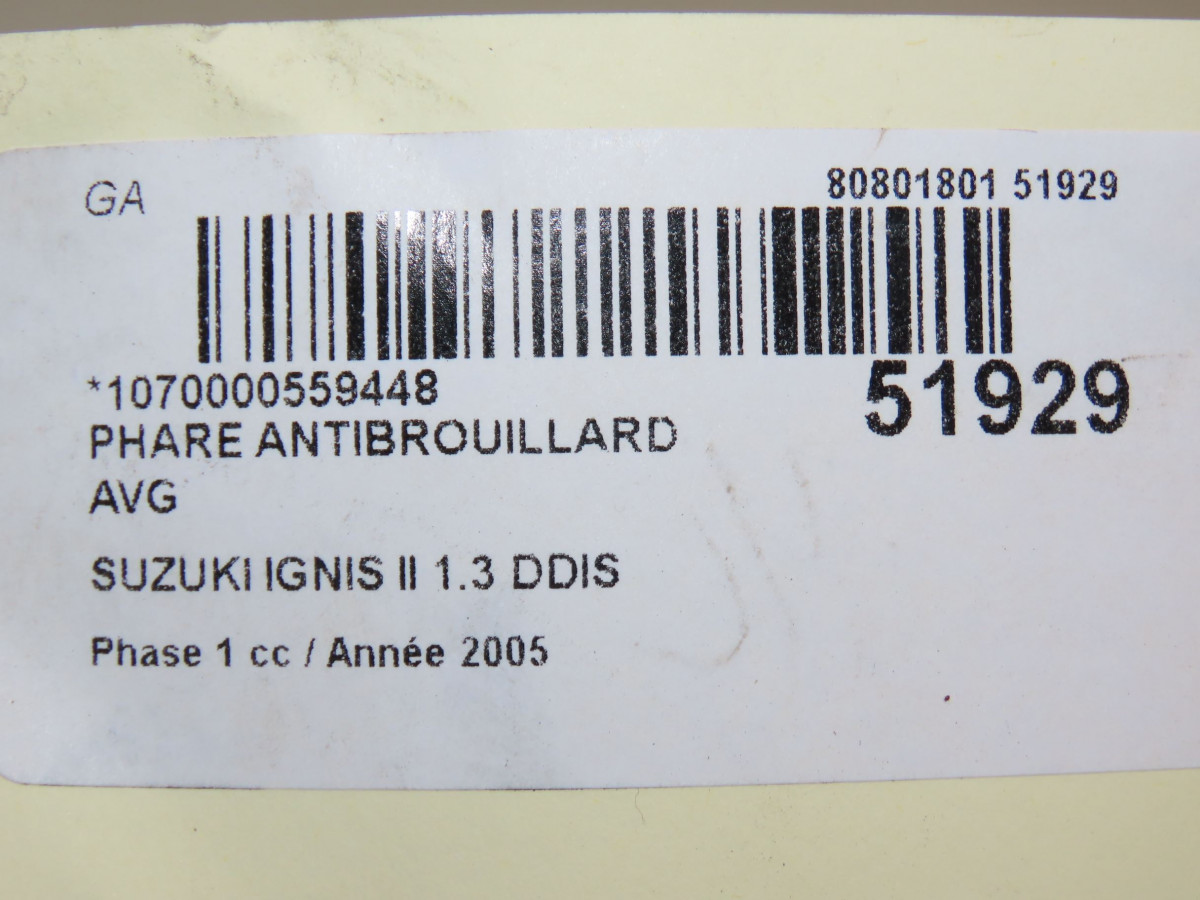 GA
80801801 51929
*1070000559448
51929
PHARE ANTIBROUILLARD
AVG
SUZUKI IGNIS II 1.3 DDIS
Phase 1 cc / Année 2005